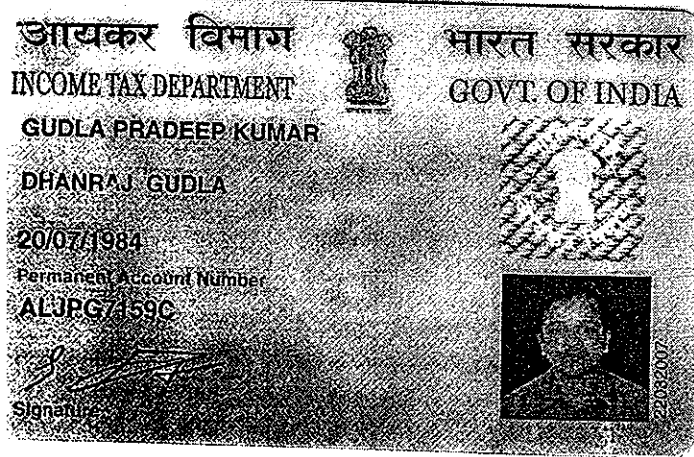 आयकर विभाग
INCOME TAX DEPARTMENT
भारत सरकार
GOVT. OF INDIA
GUDLA PRADEEP KUMAR
DHANRAJ GUDLA
20/07/1984
Permanent Account Number
ALJPG7159C
Signature
22082007